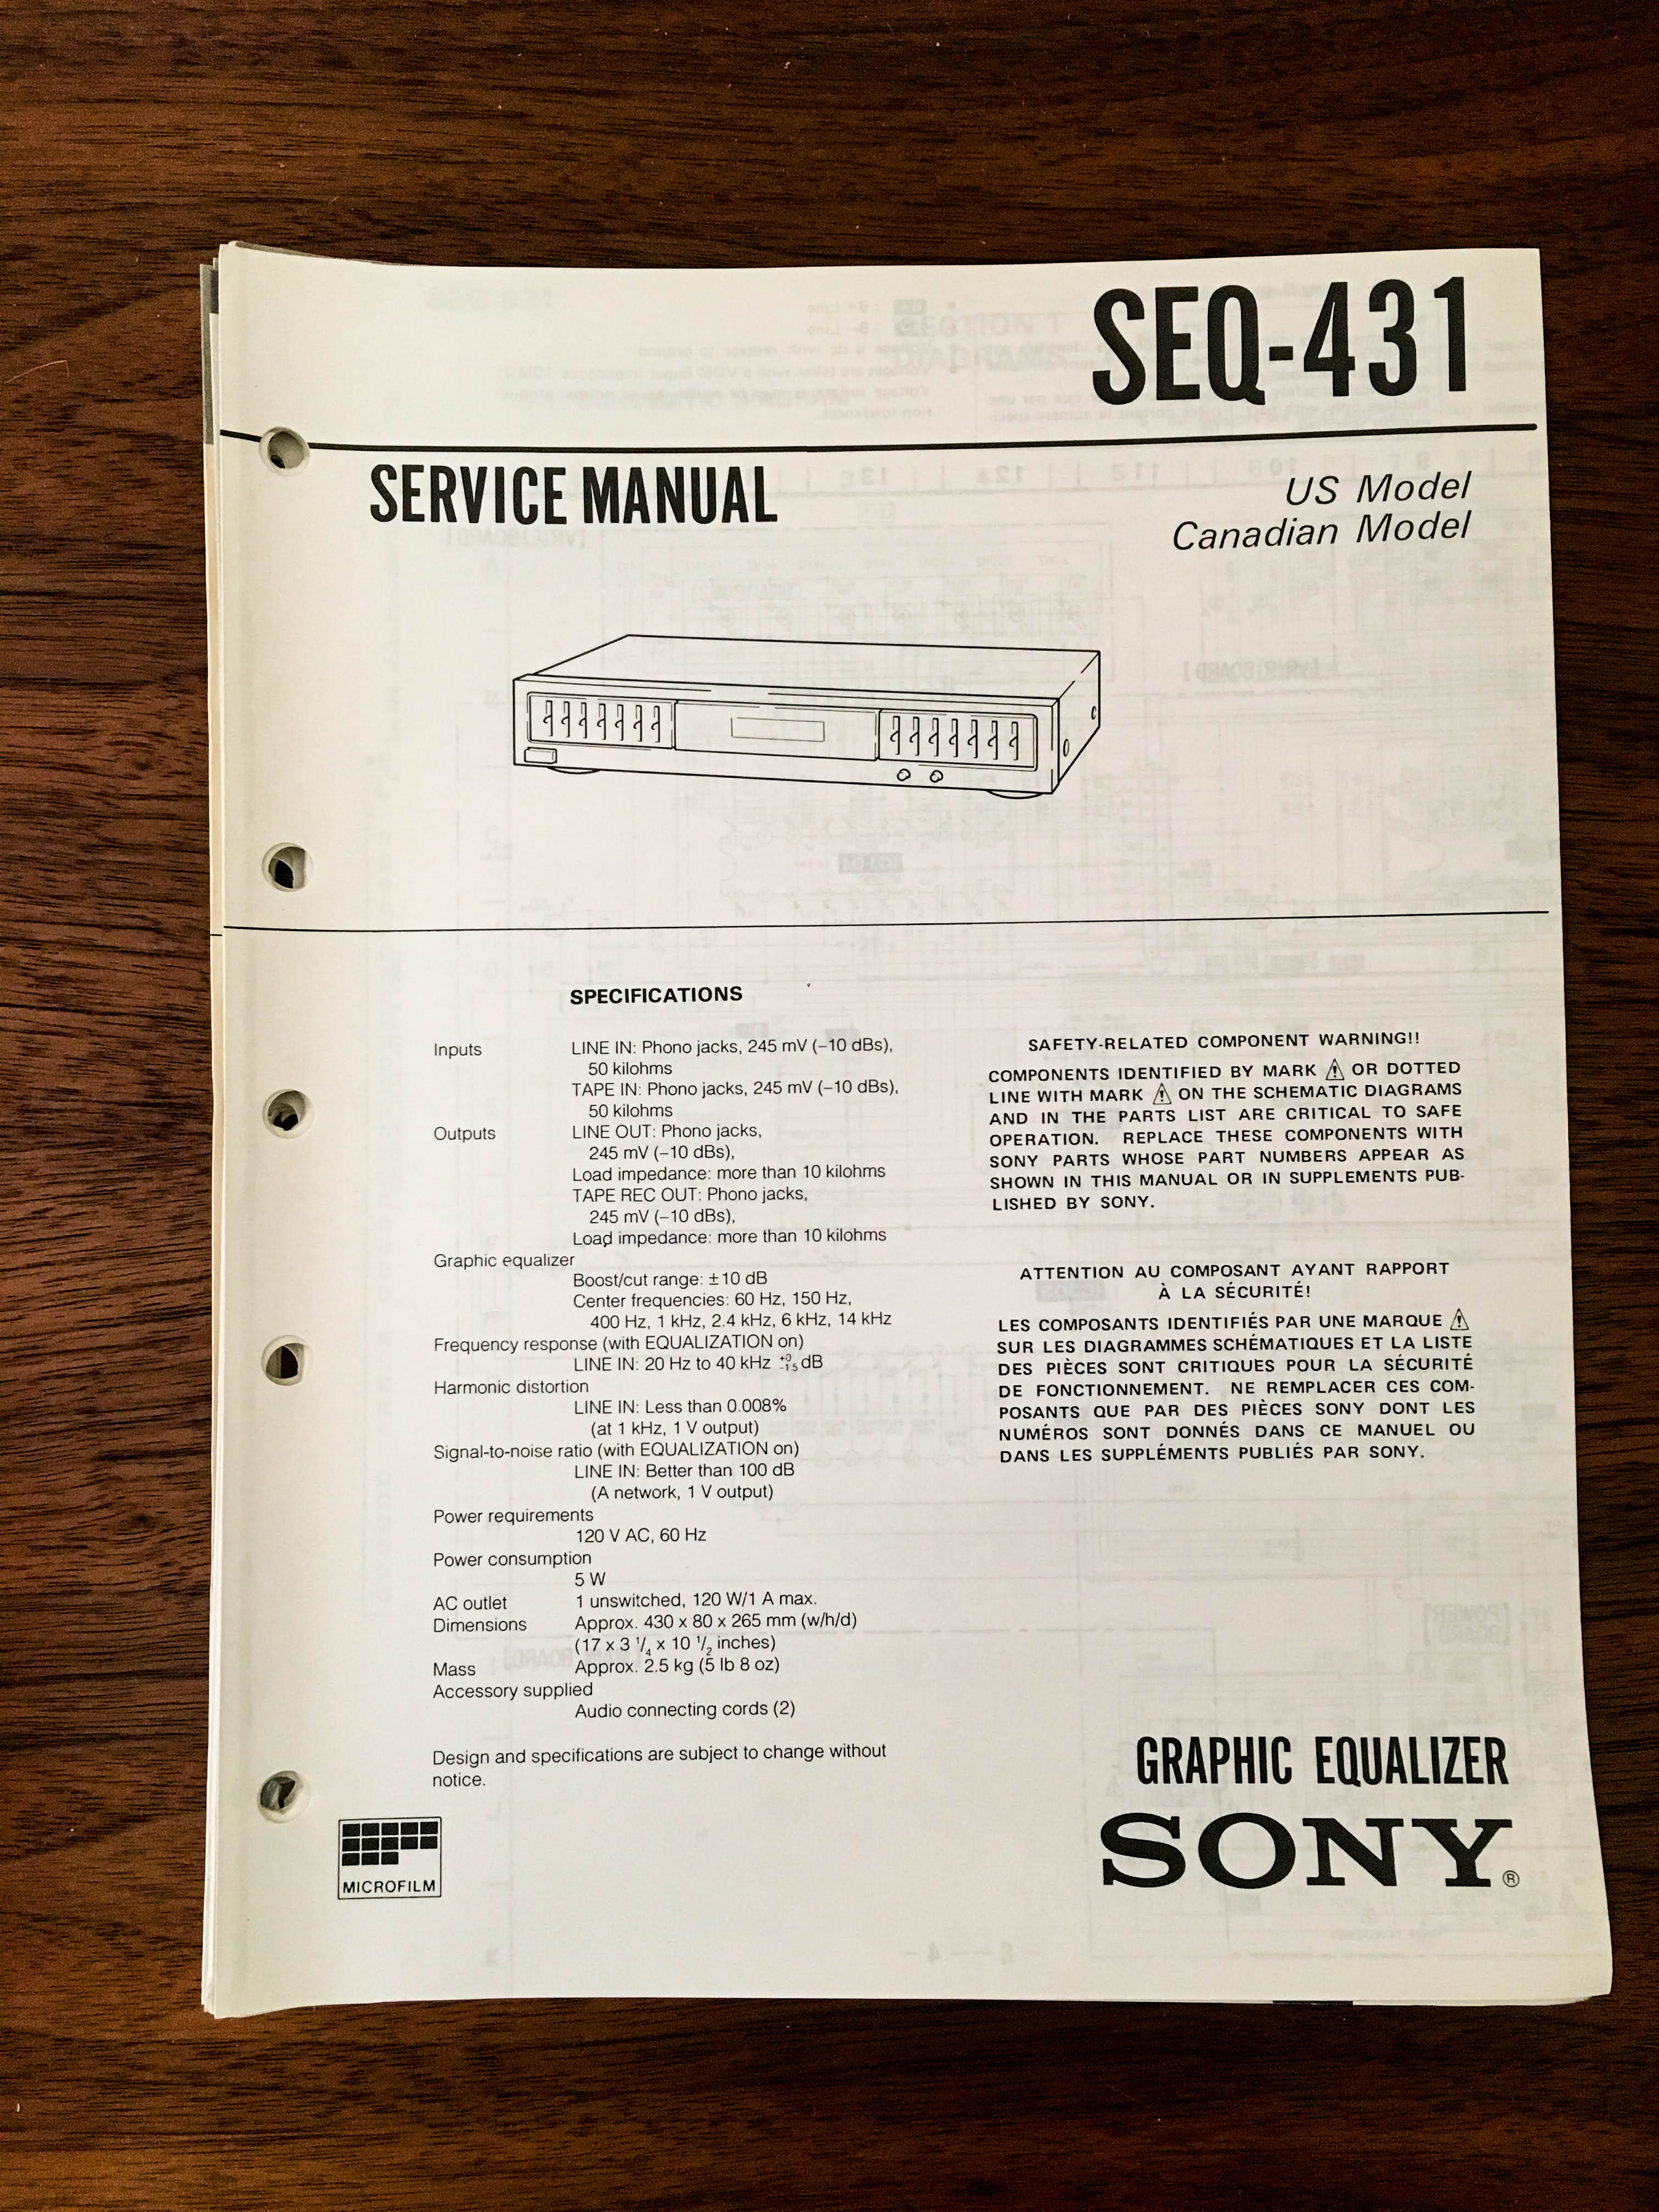 SEQ-431
SERVICE MANUAL
US Model
Canadian Model
SPECIFICATIONS
Inputs LINE IN: Phono jacks, 245 mV (−10 dBs),
50 kilohms
TAPE IN: Phono jacks, 245 mV (−10 dBs),
50 kilohms
Outputs LINE OUT: Phono jacks,
245 mV (−10 dBs),
Load impedance: more than 10 kilohms
TAPE REC OUT: Phono jacks,
245 mV (−10 dBs),
Load impedance: more than 10 kilohms
Graphic equalizer
Boost/cut range: ±10 dB
Center frequencies: 60 Hz, 150 Hz,
400 Hz, 1 kHz, 2.4 kHz, 6 kHz, 14 kHz
Frequency response (with EQUALIZATION on)
LINE IN: 20 Hz to 40 kHz +0 −1.5 dB
Harmonic distortion
LINE IN: Less than 0.008%
(at 1 kHz, 1 V output)
Signal-to-noise ratio (with EQUALIZATION on)
LINE IN: Better than 100 dB
(A network, 1 V output)
Power requirements
120 V AC, 60 Hz
Power consumption
5 W
AC outlet 1 unswitched, 120 W/1 A max.
Dimensions Approx. 430 x 80 x 265 mm (w/h/d)
(17 x 3 1/4 x 10 1/2 inches)
Mass Approx. 2.5 kg (5 lb 8 oz)
Accessory supplied
Audio connecting cords (2)
Design and specifications are subject to change without
notice.
MICROFILM
SAFETY-RELATED COMPONENT WARNING!!
COMPONENTS IDENTIFIED BY MARK ⚠ OR DOTTED
LINE WITH MARK ⚠ ON THE SCHEMATIC DIAGRAMS
AND IN THE PARTS LIST ARE CRITICAL TO SAFE
OPERATION. REPLACE THESE COMPONENTS WITH
SONY PARTS WHOSE PART NUMBERS APPEAR AS
SHOWN IN THIS MANUAL OR IN SUPPLEMENTS PUB-
LISHED BY SONY.
ATTENTION AU COMPOSANT AYANT RAPPORT
À LA SÉCURITÉ!
LES COMPOSANTS IDENTIFIÉS PAR UNE MARQUE ⚠
SUR LES DIAGRAMMES SCHÉMATIQUES ET LA LISTE
DES PIÈCES SONT CRITIQUES POUR LA SÉCURITÉ
DE FONCTIONNEMENT. NE REMPLACER CES COM-
POSANTS QUE PAR DES PIÈCES SONY DONT LES
NUMÉROS SONT DONNÉS DANS CE MANUEL OU
DANS LES SUPPLÉMENTS PUBLIÉS PAR SONY.
GRAPHIC EQUALIZER
SONY®